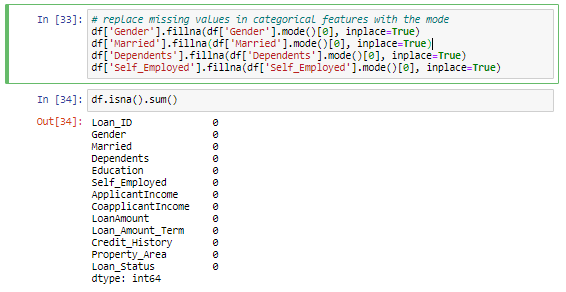 In [33]: # replace missing values in categorical features with the mode
df['Gender'].fillna(df['Gender'].mode()[0], inplace=True)
df['Married'].fillna(df['Married'].mode()[0], inplace=True)
df['Dependents'].fillna(df['Dependents'].mode()[0], inplace=True)
df['Self_Employed'].fillna(df['Self_Employed'].mode()[0], inplace=True)
In [34]: df.isna().sum()
Out[34]: Loan_ID 0
Gender 0
Married 0
Dependents 0
Education 0
Self_Employed 0
ApplicantIncome 0
CoapplicantIncome 0
LoanAmount 0
Loan_Amount_Term 0
Credit_History 0
Property_Area 0
Loan_Status 0
dtype: int64